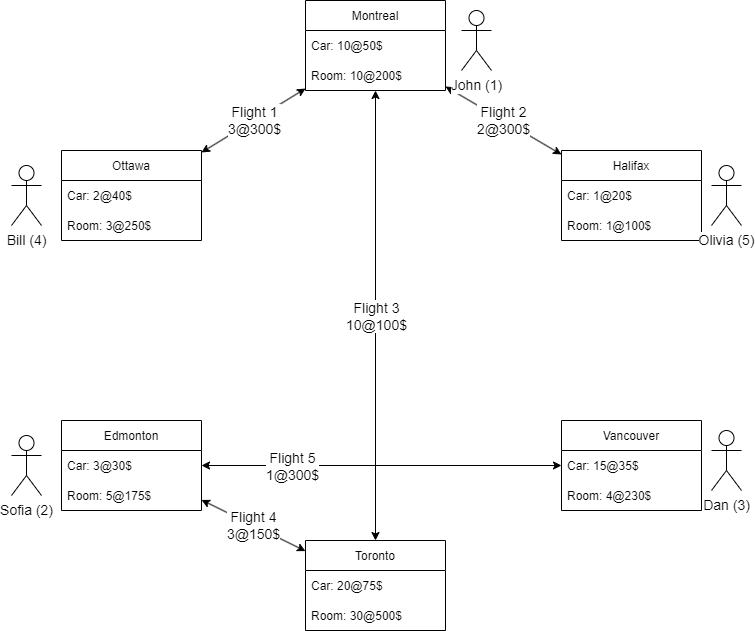 Montreal
Car: 10@50$
Room: 10@200$
John (1)
Flight 1
3@300$
Flight 2
2@300$
Ottawa
Car: 2@40$
Room: 3@250$
Bill (4)
Halifax
Car: 1@20$
Room: 1@100$
Olivia (5)
Flight 3
10@100$
Edmonton
Car: 3@30$
Room: 5@175$
Sofia (2)
Flight 5
1@300$
Vancouver
Car: 15@35$
Room: 4@230$
Dan (3)
Flight 4
3@150$
Toronto
Car: 20@75$
Room: 30@500$